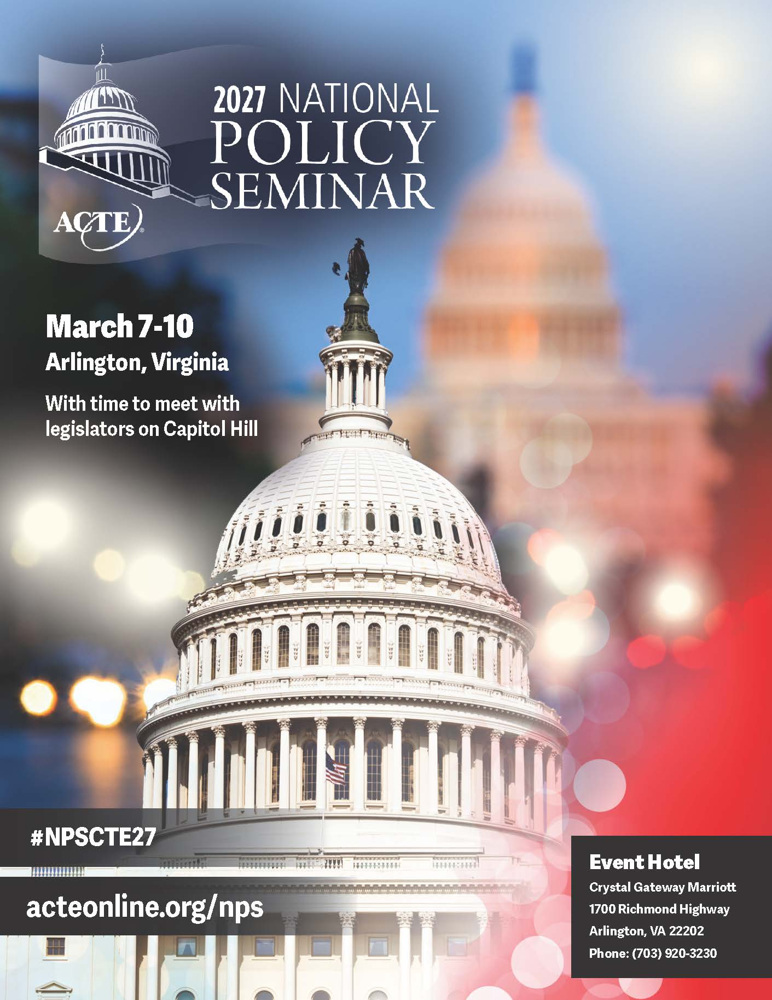 2027 NATIONAL
POLICY
SEMINAR
ACTE®
March 7-10
Arlington, Virginia
With time to meet with
legislators on Capitol Hill
#NPSCTE27
acteonline.org/nps
Event Hotel
Crystal Gateway Marriott
1700 Richmond Highway
Arlington, VA 22202
Phone: (703) 920-3230